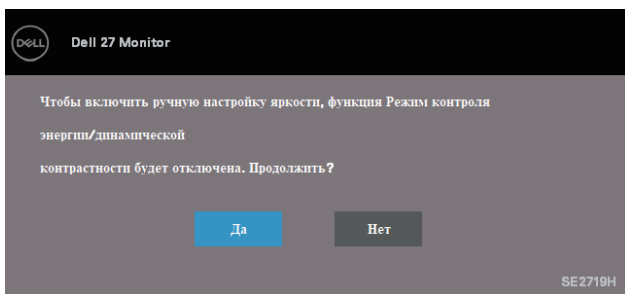 DELL
Dell 27 Monitor
Чтобы включить ручную настройку яркости, функция Режим контроля
энергии/динамической
контрастности будет отключена. Продолжить?
Да
Нет
SE2719H